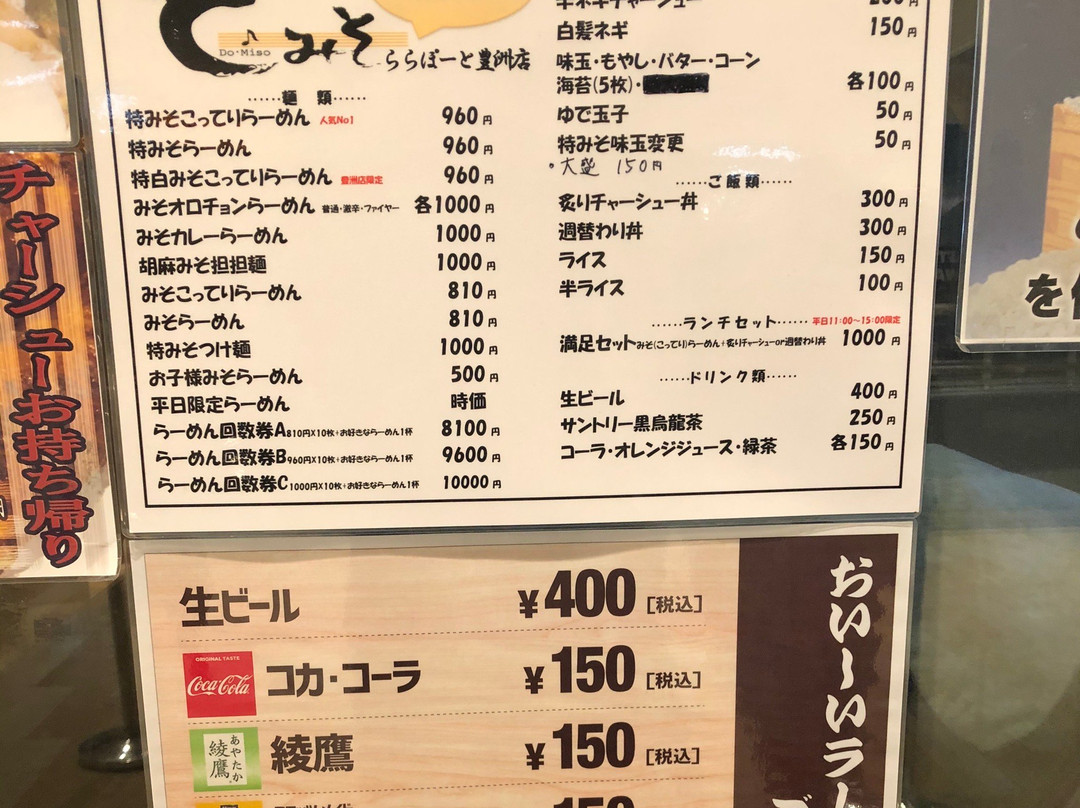 どみそ
Do・Miso
ららぽーと豊洲店
……麺 類……
特みそこってりらーめん 人気No1 960円
特みそらーめん 960円
特白みそこってりらーめん 豊洲店限定 960円
みそオロチョンらーめん 普通・激辛・ファイヤー 各1000円
みそカレーらーめん 1000円
胡麻みそ担担麺 1000円
みそこってりらーめん 810円
みそらーめん 810円
特みそつけ麺 1000円
お子様みそらーめん 500円
平日限定らーめん 時価
らーめん回数券A810円X10枚+お好きならーめん1杯 8100円
らーめん回数券B960円X10枚+お好きならーめん1杯 9600円
らーめん回数券C1000円X10枚+お好きならーめん1杯 10000円
白髪ネギ 150円
味玉・もやし・バター・コーン
海苔(5枚)・ 各100円
ゆで玉子 50円
特みそ味玉変更 50円
・大盛 150円
……ご飯類……
炙りチャーシュー丼 300円
週替わり丼 300円
ライス 150円
半ライス 100円
……ランチセット…… 平日11:00〜15:00限定
満足セットみそ(こってり)らーめん+炙りチャーシューor週替わり丼 1000円
……ドリンク類……
生ビール 400円
サントリー黒烏龍茶 250円
コーラ・オレンジジュース・緑茶 各150円
チャーシューお持ち帰り
生ビール ¥400[税込]
ORIGINAL TASTE
Coca-Cola
コカ・コーラ ¥150[税込]
あやたか
綾鷹
綾鷹 ¥150[税込]
おい〜いラー
を